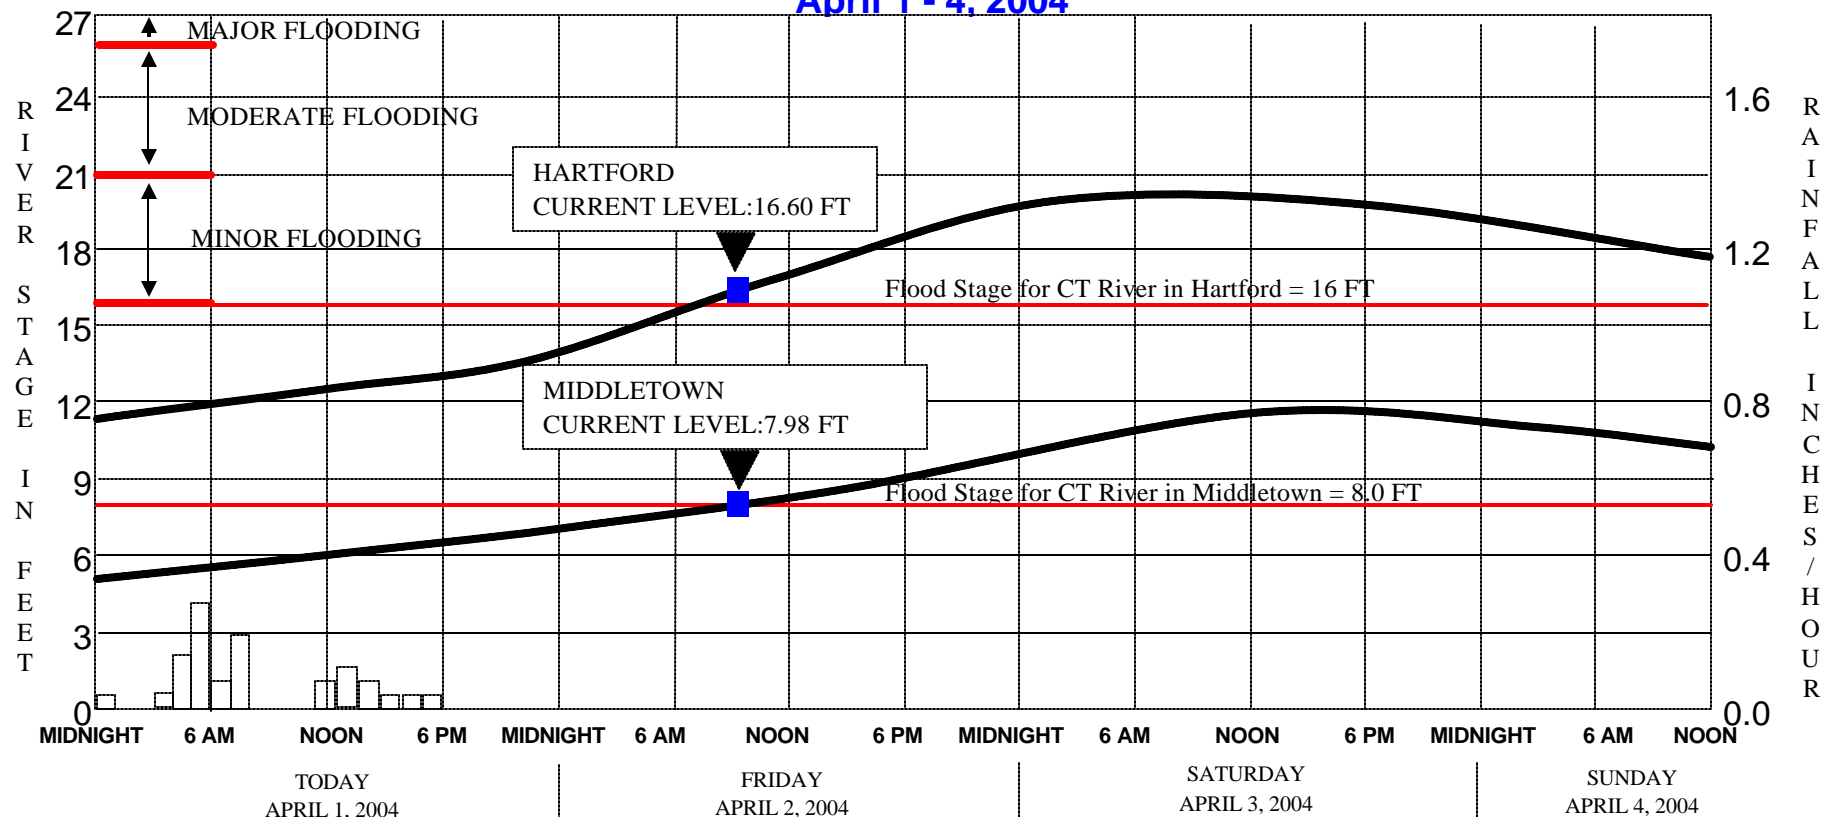 April 1 - 4, 2004
27
24
21
18
15
12
9
6
3
0
RIVER STAGE IN FEET
MAJOR FLOODING
MODERATE FLOODING
MINOR FLOODING
HARTFORD
CURRENT LEVEL:16.60 FT
Flood Stage for CT River in Hartford = 16 FT
MIDDLETOWN
CURRENT LEVEL:7.98 FT
Flood Stage for CT River in Middletown = 8.0 FT
1.6
1.2
0.8
0.4
0.0
RAINFALL INCHES/HOUR
MIDNIGHT 6 AM NOON 6 PM MIDNIGHT 6 AM NOON 6 PM MIDNIGHT 6 AM NOON 6 PM MIDNIGHT 6 AM NOON
TODAY
APRIL 1, 2004
FRIDAY
APRIL 2, 2004
SATURDAY
APRIL 3, 2004
SUNDAY
APRIL 4, 2004